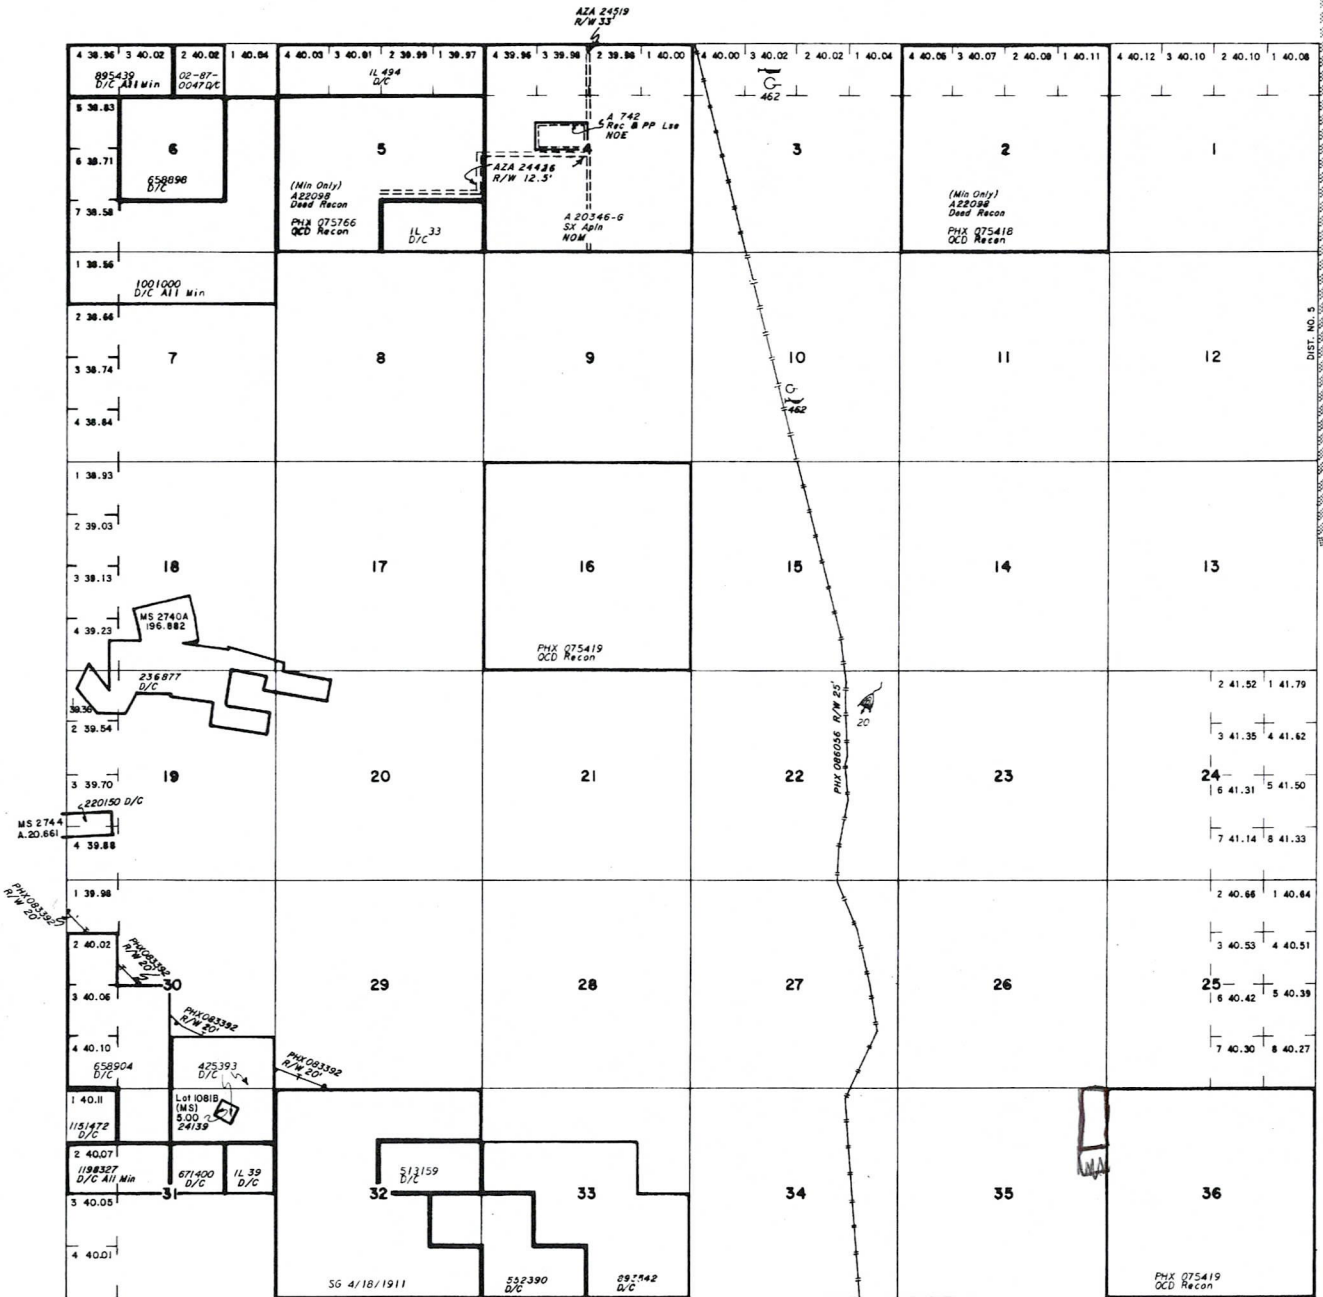 AZA 24519
R/W 33'
4 38.96 3 40.02 2 40.02 1 40.84 4 40.03 3 40.01 2 39.99 1 39.97 4 39.96 3 39.98 2 39.98 1 40.00 4 40.00 3 40.02 2 40.02 1 40.04 4 40.06 3 40.07 2 40.09 1 40.11 4 40.12 3 40.10 2 40.10 1 40.08
895439
D/C All Min
02-87-
0047 D/C
IL 494
D/C
G
462
5 38.83
6 38.71
7 38.58
6
658898
D/C
5
(Min Only)
A22098
Deed Recon
PHX 075766
QCD Recon
IL 33
D/C
A 742
Rec & PP Lse
NOE
4
AZA 24426
R/W 12.5'
A 20346-G
SX Apln
NOM
3
2
(Min Only)
A22098
Deed Recon
PHX 075418
QCD Recon
1
DIST. NO. 5
1 38.56
1001000
D/C All Min
2 38.66
3 38.74
4 38.84
7
8
9
10
G
462
11
12
1 38.93
2 39.03
3 39.13
4 39.23
18
17
16
15
14
13
MS 2740A
196.882
PHX 075419
QCD Recon
236877
D/C
39.38
2 39.54
3 39.70
4 39.88
19
20
21
22
23
24
PHX 086056 R/W 25'
20
2 41.52 1 41.79
3 41.35 4 41.62
6 41.31 5 41.50
7 41.14 8 41.33
220150 D/C
MS 2744
A.20.661
PHX083392
R/W 20'
1 39.98
2 40.02
3 40.06
4 40.10
PHX083392
R/W 20'
30
29
28
27
26
25
2 40.66 1 40.64
3 40.53 4 40.51
6 40.42 5 40.39
7 40.30 8 40.27
PHX083392
R/W 20'
PHX083392
R/W 20'
658904
D/C
425393
D/C
1 40.11
1151472
D/C
Lot 1081B
(MS)
5.00
24139
2 40.07
1198327
D/C All Min
671400
D/C
IL 39
D/C
513159
D/C
3 40.05
4 40.01
31
32
33
34
35
36
SG 4/18/1911
552390
D/C
893542
D/C
PHX 075419
QCD Recon